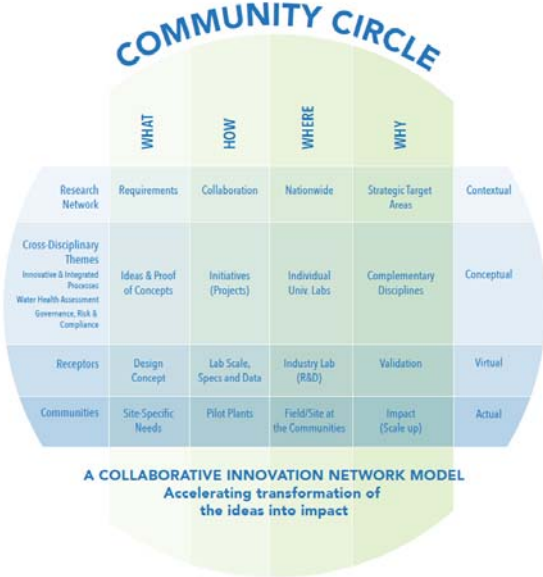 COMMUNITY CIRCLE
WHAT
HOW
WHERE
WHY
Research
Network
Requirements
Collaboration
Nationwide
Strategic Target
Areas
Contextual
Cross-Disciplinary
Themes
Innovative & Integrated
Processes
Water Health Assessment
Governance, Risk &
Compliance
Ideas & Proof
of Concepts
Initiatives
(Projects)
Individual
Univ. Labs
Complementary
Disciplines
Conceptual
Receptors
Design
Concept
Lab Scale,
Specs and Data
Industry Lab
(R&D)
Validation
Virtual
Communities
Site-Specific
Needs
Pilot Plants
Field/Site at
the Communities
Impact
(Scale up)
Actual
A COLLABORATIVE INNOVATION NETWORK MODEL
Accelerating transformation of
the ideas into impact